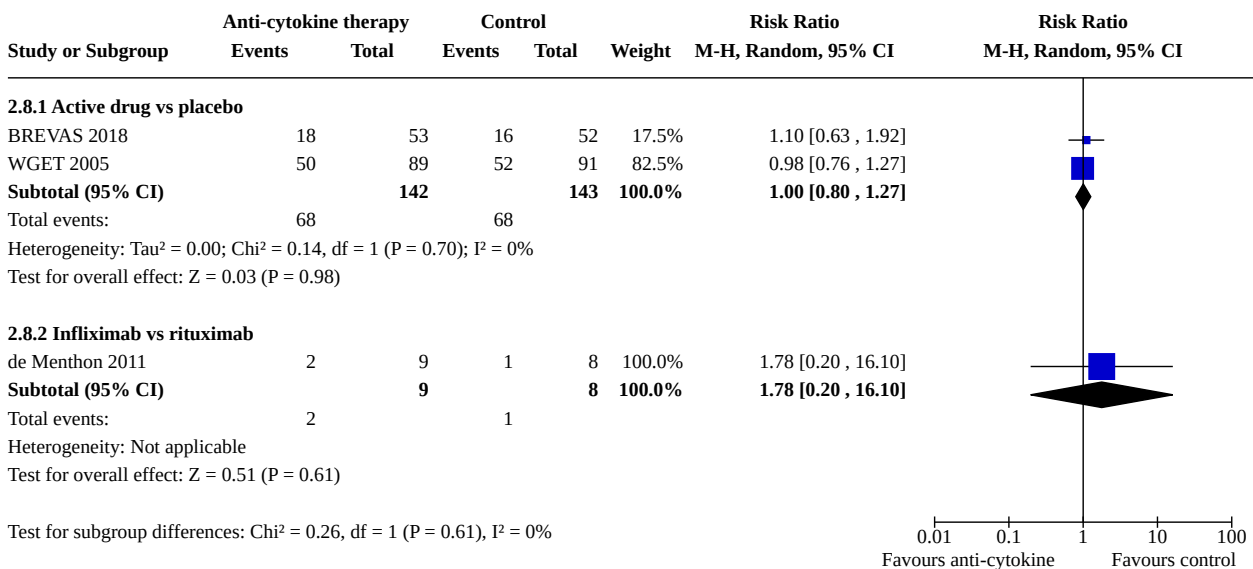 Anti-cytokine therapy Control Risk Ratio Risk Ratio
Study or Subgroup Events Total Events Total Weight M-H, Random, 95% CI M-H, Random, 95% CI
2.8.1 Active drug vs placebo
BREVAS 2018 18 53 16 52 17.5% 1.10 [0.63 , 1.92]
WGET 2005 50 89 52 91 82.5% 0.98 [0.76 , 1.27]
Subtotal (95% CI) 142 143 100.0% 1.00 [0.80 , 1.27]
Total events: 68 68
Heterogeneity: Tau² = 0.00; Chi² = 0.14, df = 1 (P = 0.70); I² = 0%
Test for overall effect: Z = 0.03 (P = 0.98)
2.8.2 Infliximab vs rituximab
de Menthon 2011 2 9 1 8 100.0% 1.78 [0.20 , 16.10]
Subtotal (95% CI) 9 8 100.0% 1.78 [0.20 , 16.10]
Total events: 2 1
Heterogeneity: Not applicable
Test for overall effect: Z = 0.51 (P = 0.61)
Test for subgroup differences: Chi² = 0.26, df = 1 (P = 0.61), I² = 0%
0.01 0.1 1 10 100
Favours anti-cytokine Favours control